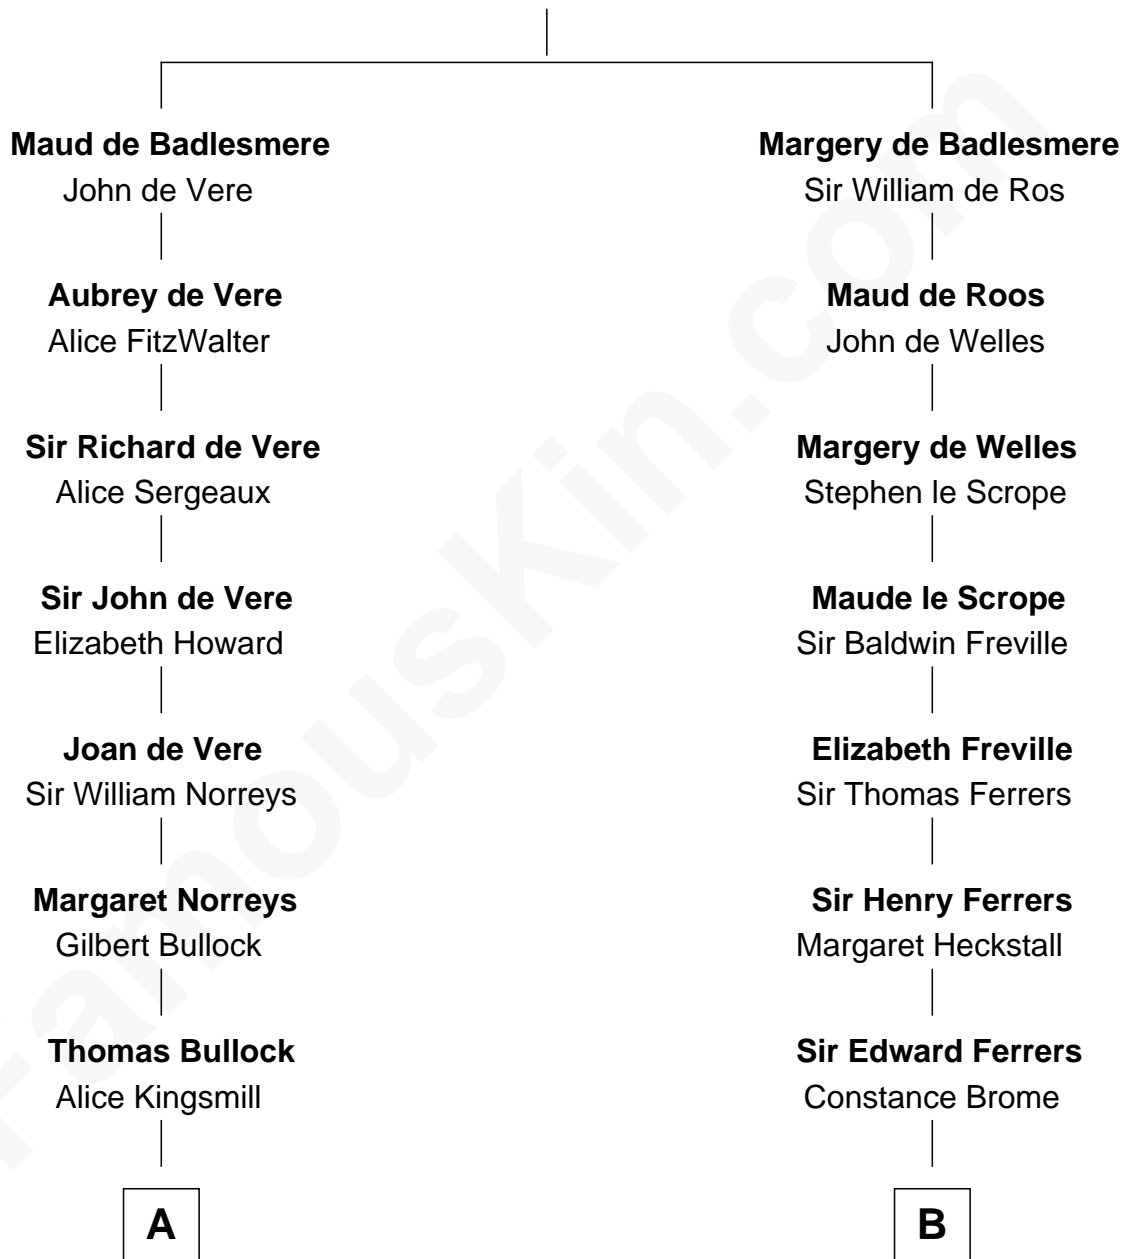 Maud de Badlesmere
John de Vere
Margery de Badlesmere
Sir William de Ros
Aubrey de Vere
Alice FitzWalter
Maud de Roos
John de Welles
Sir Richard de Vere
Alice Sergeaux
Margery de Welles
Stephen le Scrope
Sir John de Vere
Elizabeth Howard
Maude le Scrope
Sir Baldwin Freville
Joan de Vere
Sir William Norreys
Elizabeth Freville
Sir Thomas Ferrers
Margaret Norreys
Gilbert Bullock
Sir Henry Ferrers
Margaret Heckstall
Thomas Bullock
Alice Kingsmill
Sir Edward Ferrers
Constance Brome
A
B
FamousKin.com